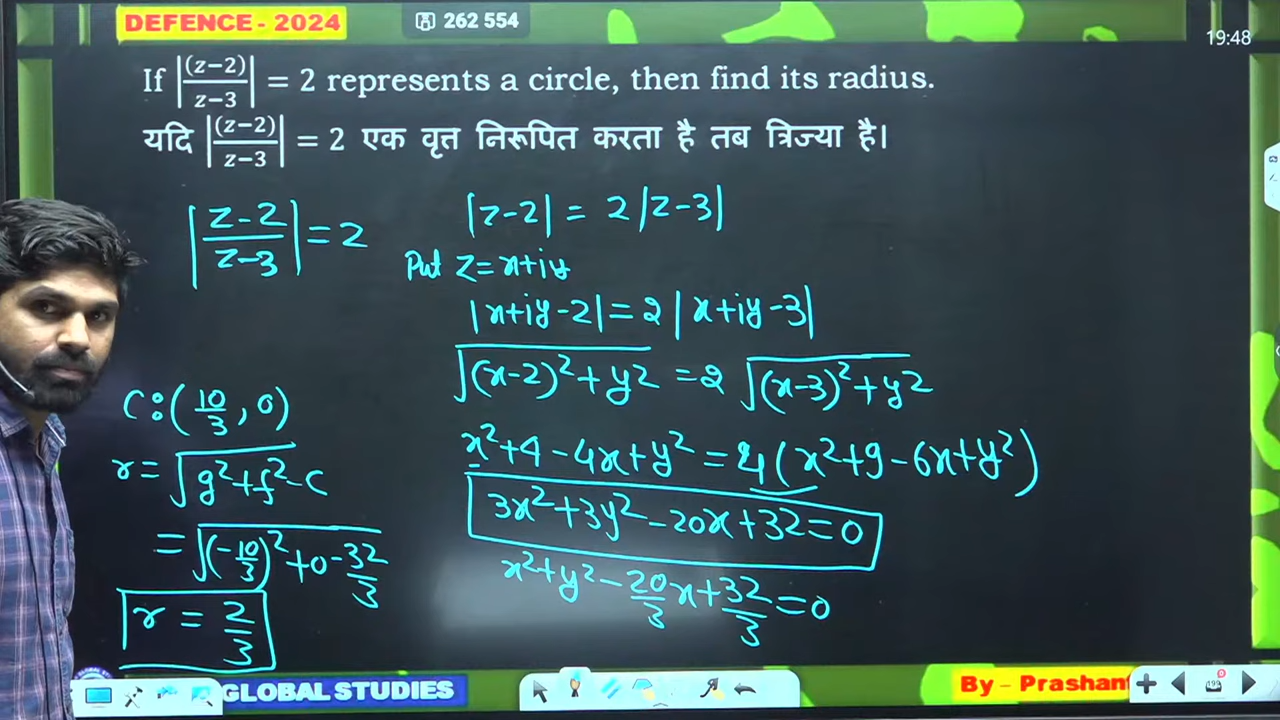 DEFENCE - 2024
262 554
19:48
If |(z−2)/z−3| = 2 represents a circle, then find its radius.
यदि |(z−2)/z−3| = 2 एक वृत्त निरूपित करता है तब त्रिज्या है।
|z-2/z-3| = 2
|z-2| = 2|z-3|
Put z = x+iy
|x+iy-2| = 2|x+iy-3|
√(x-2)²+y² = 2√(x-3)²+y²
x²+4-4x+y² = 4(x²+9-6x+y²)
3x²+3y²-20x+32=0
x²+y²-20/3x+32/3=0
C:(10/3, 0)
r = √g²+f²-c
= √(-10/3)²+0-32/3
r = 2/3
GLOBAL STUDIES
By – Prashant